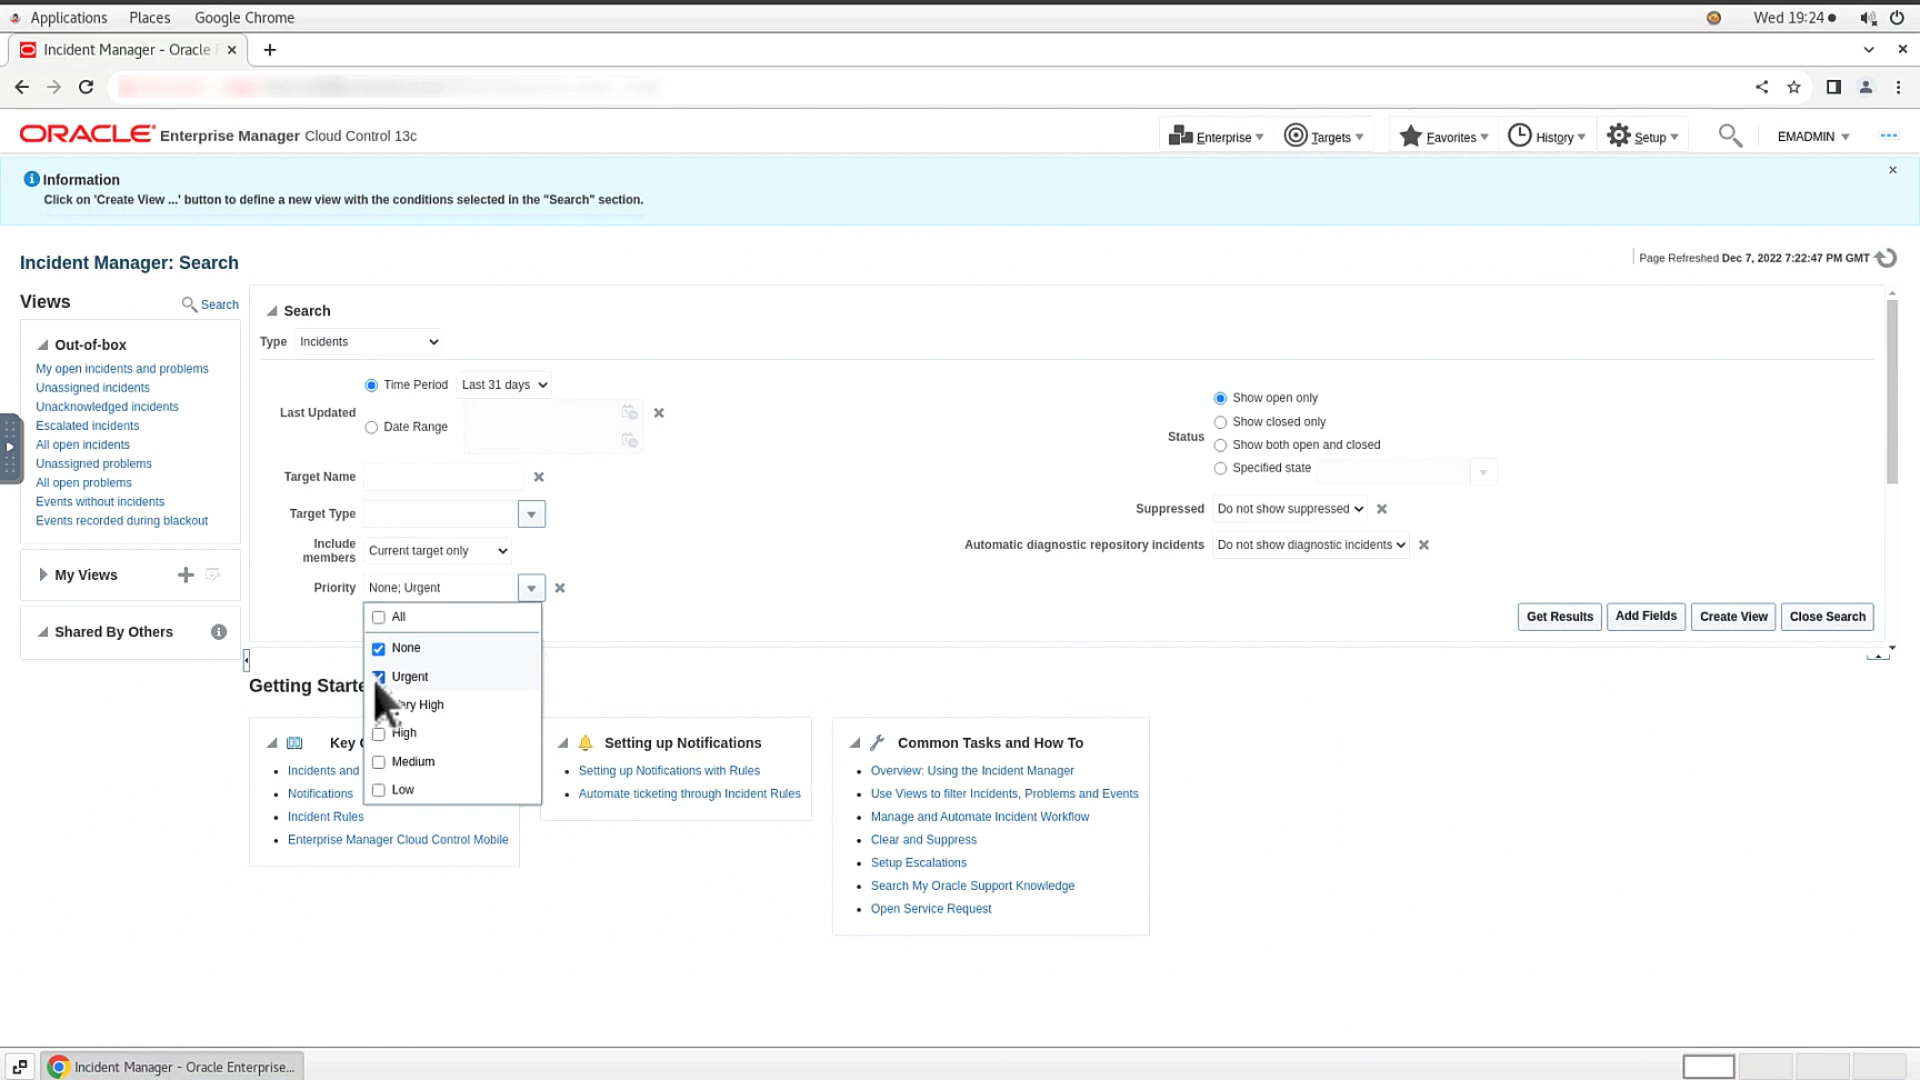 Applications Places Google Chrome Wed 19:24
Incident Manager - Oracle
ORACLE Enterprise Manager Cloud Control 13c
Enterprise Targets Favorites History Setup EMADMIN
Information
Click on 'Create View ...' button to define a new view with the conditions selected in the "Search" section.
Incident Manager: Search
Page Refreshed Dec 7, 2022 7:22:47 PM GMT
Views Search
Out-of-box
My open incidents and problems
Unassigned incidents
Unacknowledged incidents
Escalated incidents
All open incidents
Unassigned problems
All open problems
Events without incidents
Events recorded during blackout
My Views
Shared By Others
Search
Type Incidents
Last Updated
Time Period Last 31 days
Date Range
Target Name
Target Type
Include members Current target only
Priority None; Urgent
All
None
Urgent
High
High
Medium
Low
Status
Show open only
Show closed only
Show both open and closed
Specified state
Suppressed Do not show suppressed
Automatic diagnostic repository incidents Do not show diagnostic incidents
Get Results Add Fields Create View Close Search
Getting
Key
Incidents and
Notifications
Incident Rules
Enterprise Manager Cloud Control Mobile
Setting up Notifications
Setting up Notifications with Rules
Automate ticketing through Incident Rules
Common Tasks and How To
Overview: Using the Incident Manager
Use Views to filter Incidents, Problems and Events
Manage and Automate Incident Workflow
Clear and Suppress
Setup Escalations
Search My Oracle Support Knowledge
Open Service Request
Incident Manager - Oracle Enterprise...